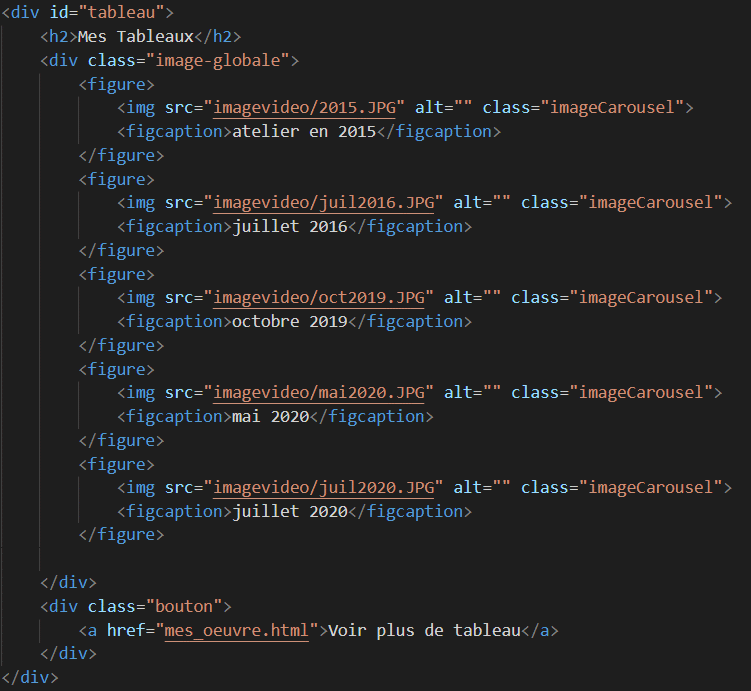 <div id="tableau">
<h2>Mes Tableaux</h2>
<div class="image-globale">
<figure>
<img src="imagevideo/2015.JPG" alt="" class="imageCarousel">
<figcaption>atelier en 2015</figcaption>
</figure>
<figure>
<img src="imagevideo/juil2016.JPG" alt="" class="imageCarousel">
<figcaption>juillet 2016</figcaption>
</figure>
<figure>
<img src="imagevideo/oct2019.JPG" alt="" class="imageCarousel">
<figcaption>octobre 2019</figcaption>
</figure>
<figure>
<img src="imagevideo/mai2020.JPG" alt="" class="imageCarousel">
<figcaption>mai 2020</figcaption>
</figure>
<figure>
<img src="imagevideo/juil2020.JPG" alt="" class="imageCarousel">
<figcaption>juillet 2020</figcaption>
</figure>
</div>
<div class="bouton">
<a href="mes_oeuvre.html">Voir plus de tableau</a>
</div>
</div>